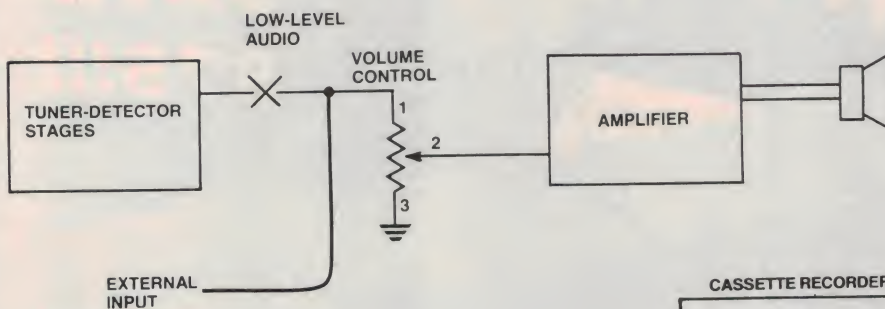 LOW-LEVEL
AUDIO
VOLUME
CONTROL
TUNER-DETECTOR
STAGES
1
2
3
AMPLIFIER
EXTERNAL
INPUT
CASSETTE RECORDER